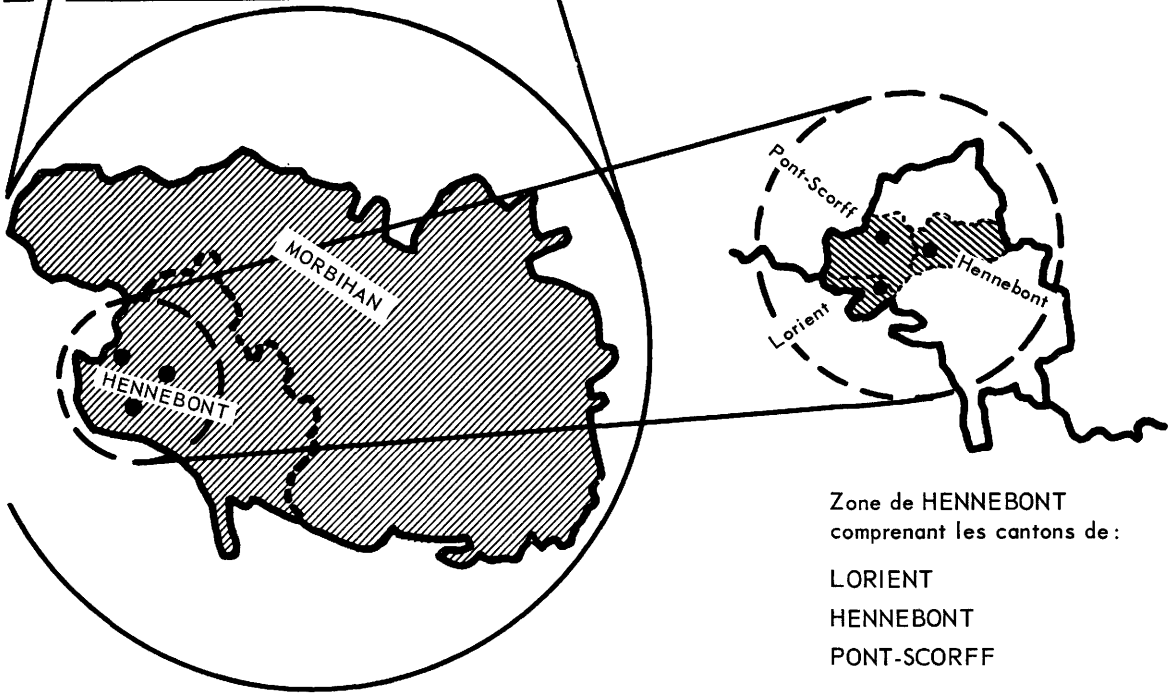 MORBIHAN
HENNEBONT
Pont-Scorff
Hennebont
Lorient
Zone de HENNEBONT
comprenant les cantons de :
LORIENT
HENNEBONT
PONT-SCORFF